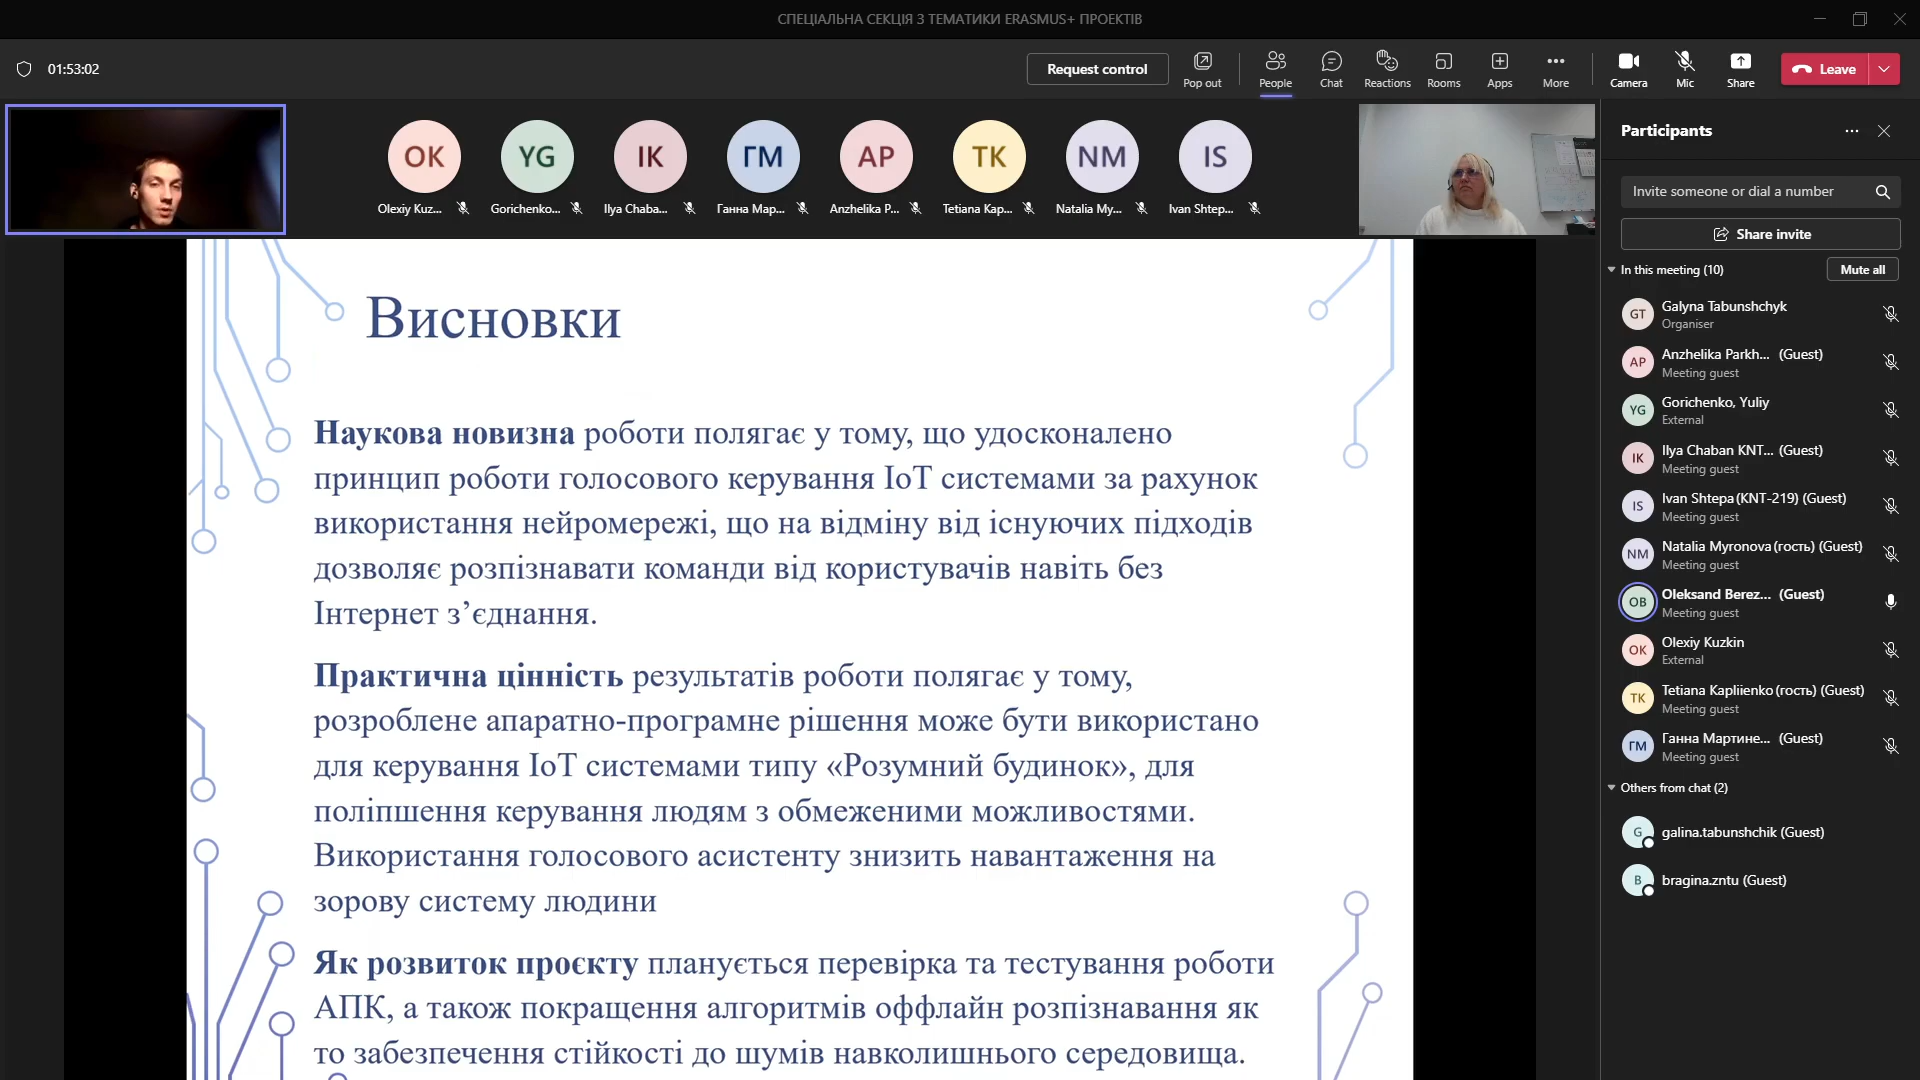 СПЕЦІАЛЬНА СЕКЦІЯ З ТЕМАТИКИ ERASMUS+ ПРОЕКТІВ
01:53:02
Request control
Pop out
People
Chat
Reactions
Rooms
Apps
More
Camera
Mic
Share
Leave
OK
YG
IK
ГМ
AP
TK
NM
IS
Olexiy Kuz...
Gorichenko...
Ilya Chaba...
Ганна Мар...
Anzhelika P...
Tetiana Kap...
Natalia My...
Ivan Shtep...
Висновки
Наукова новизна роботи полягає у тому, що удосконалено
принцип роботи голосового керування IoT системами за рахунок
використання нейромережі, що на відміну від існуючих підходів
дозволяє розпізнавати команди від користувачів навіть без
Інтернет з’єднання.
Практична цінність результатів роботи полягає у тому,
розроблене апаратно-програмне рішення може бути використано
для керування IoT системами типу «Розумний будинок», для
поліпшення керування людям з обмеженими можливостями.
Використання голосового асистенту знизить навантаження на
зорову систему людини
Як розвиток проєкту планується перевірка та тестування роботи
АПК, а також покращення алгоритмів оффлайн розпізнавання як
то забезпечення стійкості до шумів навколишнього середовища.
Participants
Invite someone or dial a number
Share invite
In this meeting (10)
Mute all
GT
Galyna Tabunshchyk
Organiser
AP
Anzhelika Parkh... (Guest)
Meeting guest
YG
Gorichenko, Yuliy
External
IK
Ilya Chaban KNT... (Guest)
Meeting guest
IS
Ivan Shtepa(KNT-219) (Guest)
Meeting guest
NM
Natalia Myronova(гость) (Guest)
Meeting guest
OB
Oleksand Berez... (Guest)
Meeting guest
OK
Olexiy Kuzkin
External
TK
Tetiana Kapliienko(гость) (Guest)
Meeting guest
ГМ
Ганна Мартине... (Guest)
Meeting guest
Others from chat (2)
G
galina.tabunshchik (Guest)
B
bragina.zntu (Guest)